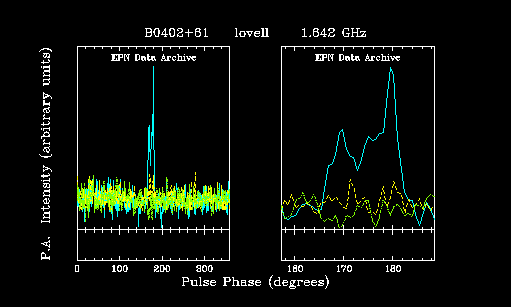 B0402+61 lovell 1.642 GHz
EPN Data Archive
EPN Data Archive
P.A. Intensity (arbitrary units)
0 100 200 300
160 170 180
Pulse Phase (degrees)